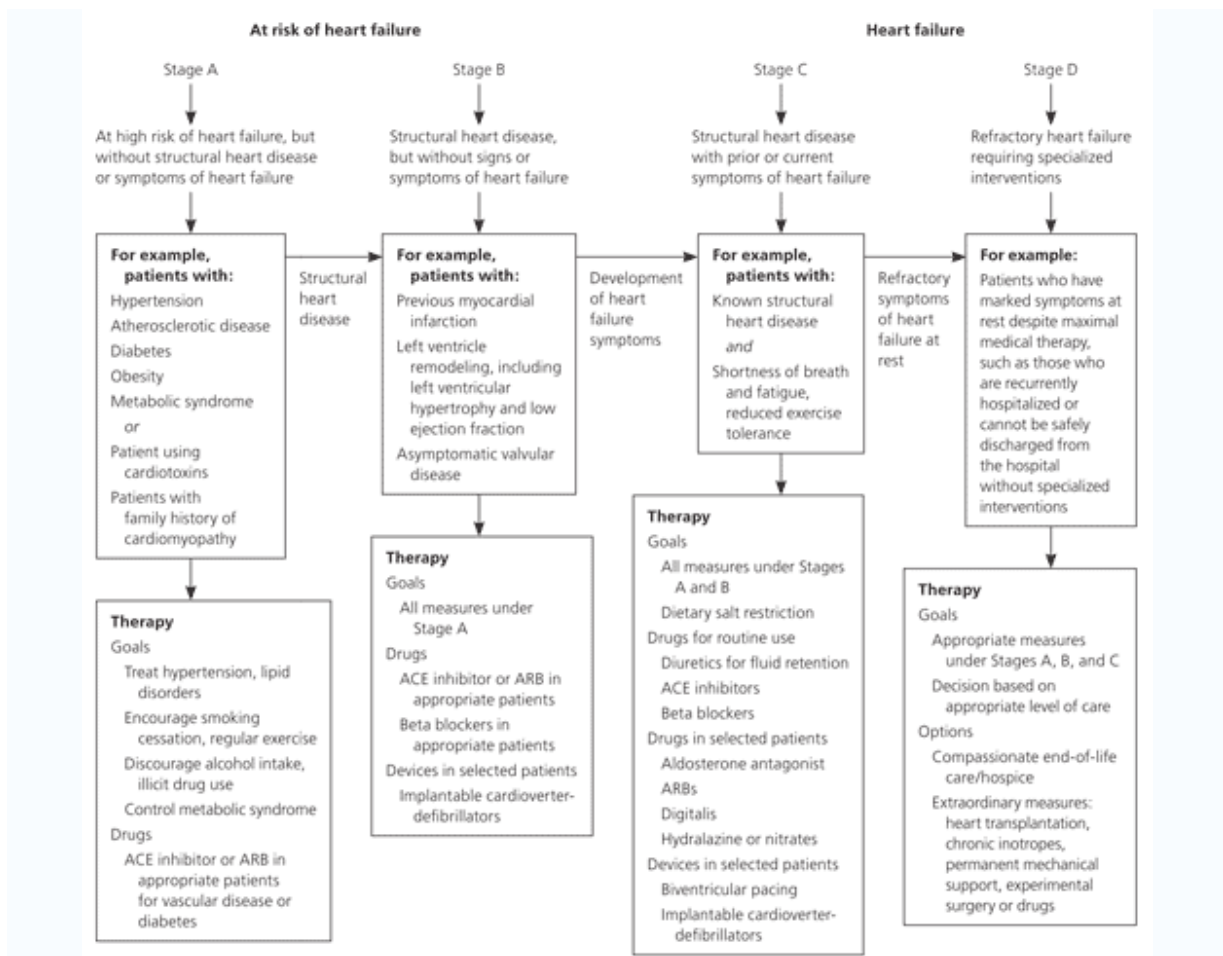 At risk of heart failure
Heart failure
Stage A
Stage B
Stage C
Stage D
At high risk of heart failure, but
without structural heart disease
or symptoms of heart failure
Structural heart disease,
but without signs or
symptoms of heart failure
Structural heart disease
with prior or current
symptoms of heart failure
Refractory heart failure
requiring specialized
interventions
For example,
patients with:
Hypertension
Atherosclerotic disease
Diabetes
Obesity
Metabolic syndrome
or
Patient using
cardiotoxins
Patients with
family history of
cardiomyopathy
Structural
heart
disease
For example,
patients with:
Previous myocardial
infarction
Left ventricle
remodeling, including
left ventricular
hypertrophy and low
ejection fraction
Asymptomatic valvular
disease
Development
of heart
failure
symptoms
For example,
patients with:
Known structural
heart disease
and
Shortness of breath
and fatigue,
reduced exercise
tolerance
Refractory
symptoms
of heart
failure at
rest
For example:
Patients who have
marked symptoms at
rest despite maximal
medical therapy,
such as those who
are recurrently
hospitalized or
cannot be safely
discharged from
the hospital
without specialized
interventions
Therapy
Goals
Treat hypertension, lipid
disorders
Encourage smoking
cessation, regular exercise
Discourage alcohol intake,
illicit drug use
Control metabolic syndrome
Drugs
ACE inhibitor or ARB in
appropriate patients
for vascular disease or
diabetes
Therapy
Goals
All measures under
Stage A
Drugs
ACE inhibitor or ARB in
appropriate patients
Beta blockers in
appropriate patients
Devices in selected patients
Implantable cardioverter-
defibrillators
Therapy
Goals
All measures under Stages
A and B
Dietary salt restriction
Drugs for routine use
Diuretics for fluid retention
ACE inhibitors
Beta blockers
Drugs in selected patients
Aldosterone antagonist
ARBs
Digitalis
Hydralazine or nitrates
Devices in selected patients
Biventricular pacing
Implantable cardioverter-
defibrillators
Therapy
Goals
Appropriate measures
under Stages A, B, and C
Decision based on
appropriate level of care
Options
Compassionate end-of-life
care/hospice
Extraordinary measures:
heart transplantation,
chronic inotropes,
permanent mechanical
support, experimental
surgery or drugs